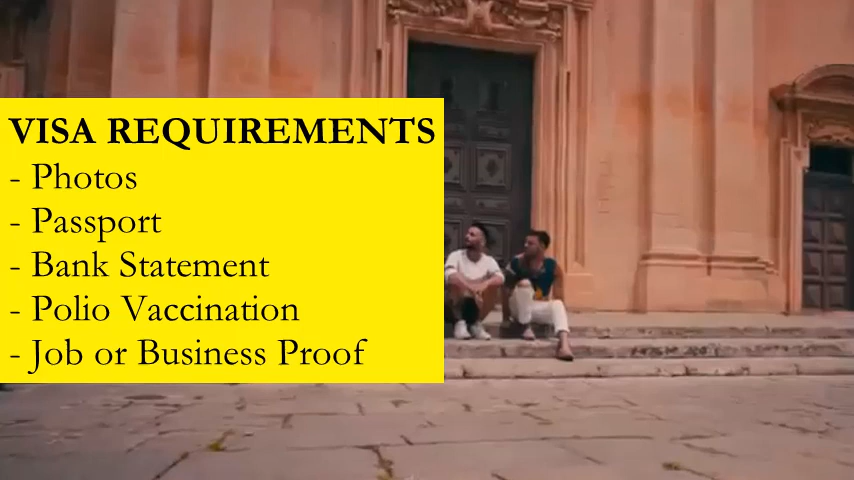 VISA REQUIREMENTS
- Photos
- Passport
- Bank Statement
- Polio Vaccination
- Job or Business Proof